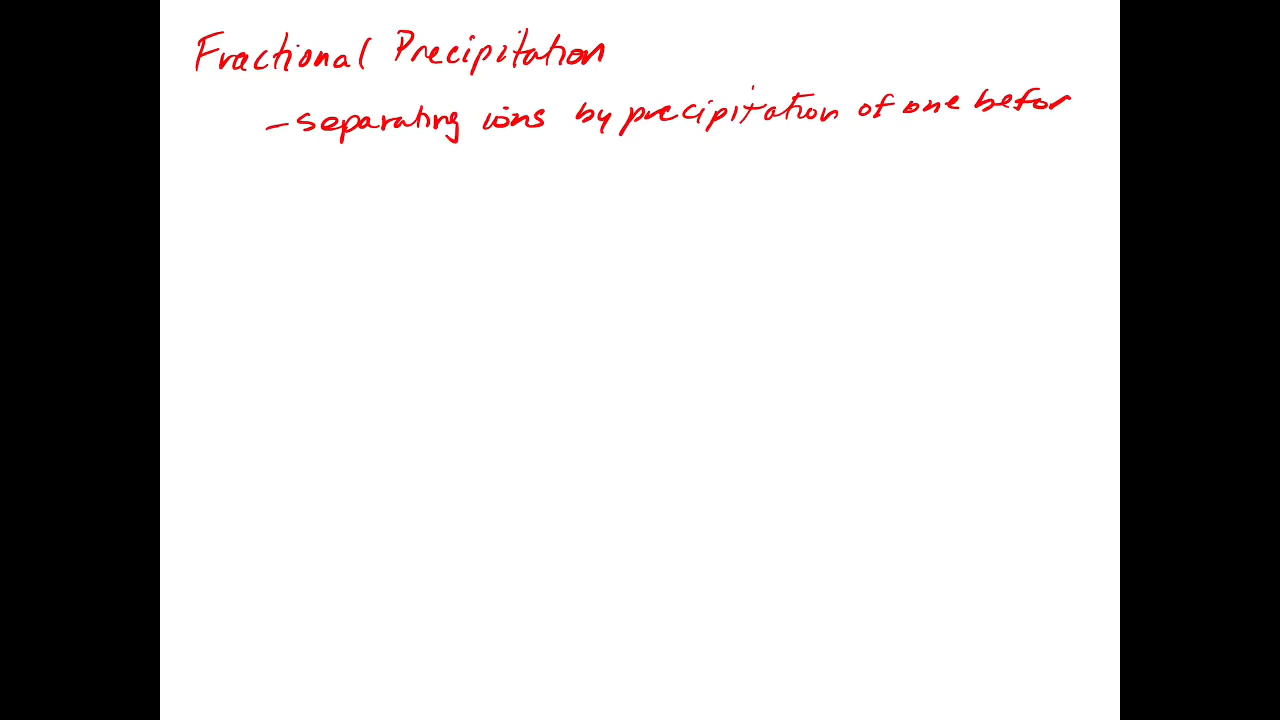 Fractional Precipitation
- separating ions by precipitation of one befor